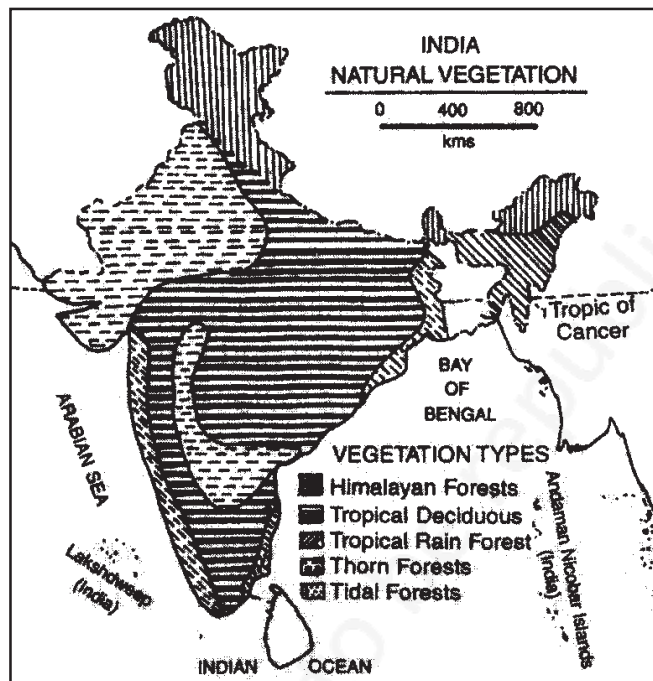 INDIA
NATURAL VEGETATION
0 400 800
kms
Tropic of
Cancer
BAY
OF
BENGAL
ARABIAN SEA
VEGETATION TYPES
Himalayan Forests
Tropical Deciduous
Tropical Rain Forest
Thorn Forests
Tidal Forests
Lakshdweep
(India)
Andaman Nicobar Islands
(India)
INDIAN OCEAN